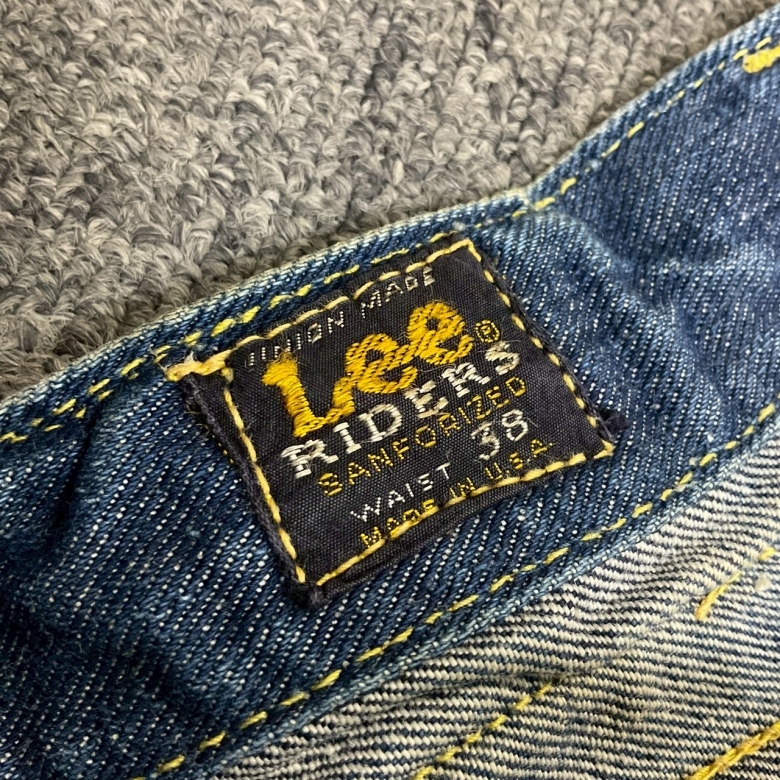 UNION MADE
Lee®
RIDERS
SANFORIZED
WAIST 38
MADE IN U.S.A.